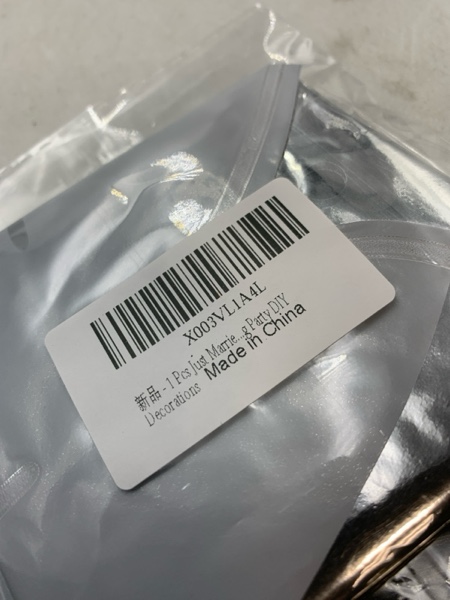 X003VL1A4L
新品 - 1 Pcs Just Marrie...g Party DIY
Decorations
Made in China